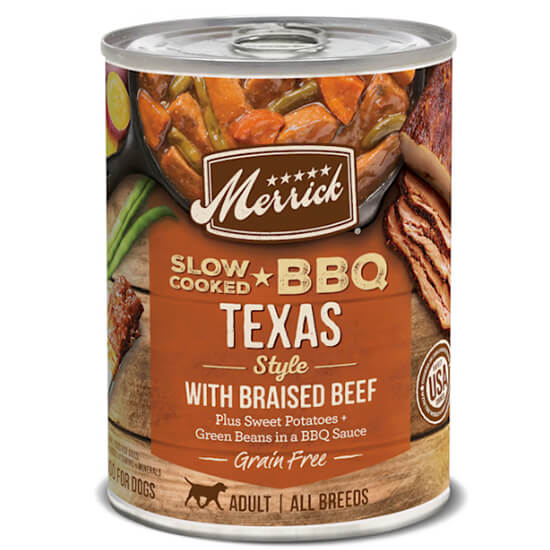 Merrick
®
SLOW COOKED ★ BBQ
TEXAS
Style
WITH BRAISED BEEF
Plus Sweet Potatoes +
Green Beans in a BBQ Sauce
Grain Free
ADULT | ALL BREEDS
FOR DOGS
MINERALS
USA